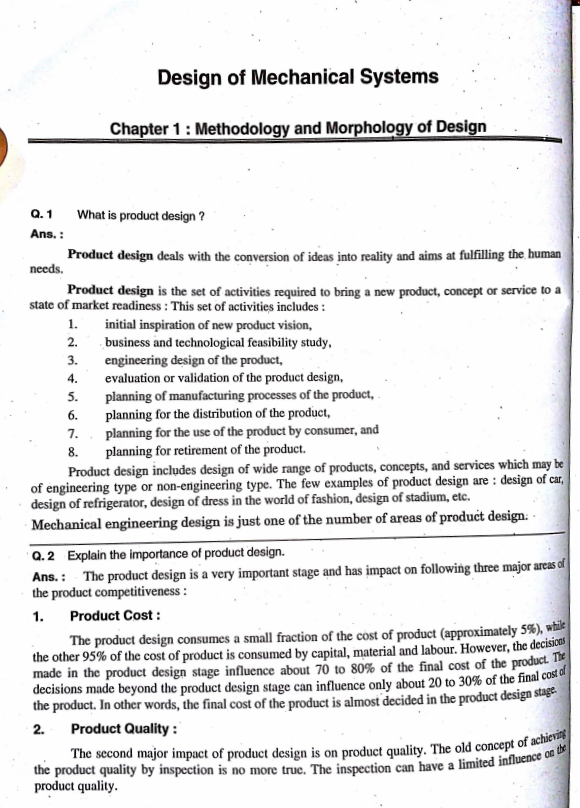 Design of Mechanical Systems
Chapter 1 : Methodology and Morphology of Design
Q. 1 What is product design ?
Ans. :
Product design deals with the conversion of ideas into reality and aims at fulfilling the human
needs.
Product design is the set of activities required to bring a new product, concept or service to a
state of market readiness : This set of activities includes :
1. initial inspiration of new product vision,
2. business and technological feasibility study,
3. engineering design of the product,
4. evaluation or validation of the product design,
5. planning of manufacturing processes of the product,
6. planning for the distribution of the product,
7. planning for the use of the product by consumer, and
8. planning for retirement of the product.
Product design includes design of wide range of products, concepts, and services which may be
of engineering type or non-engineering type. The few examples of product design are : design of car,
design of refrigerator, design of dress in the world of fashion, design of stadium, etc.
Mechanical engineering design is just one of the number of areas of product design.
Q. 2 Explain the importance of product design.
Ans. : The product design is a very important stage and has impact on following three major areas of
the product competitiveness :
1. Product Cost :
The product design consumes a small fraction of the cost of product (approximately 5%), while
the other 95% of the cost of product is consumed by capital, material and labour. However, the decisions
made in the product design stage influence about 70 to 80% of the final cost of the product. The
decisions made beyond the product design stage can influence only about 20 to 30% of the final cost of
the product. In other words, the final cost of the product is almost decided in the product design stage.
2. Product Quality :
The second major impact of product design is on product quality. The old concept of achieving
the product quality by inspection is no more true. The inspection can have a limited influence on the
product quality.